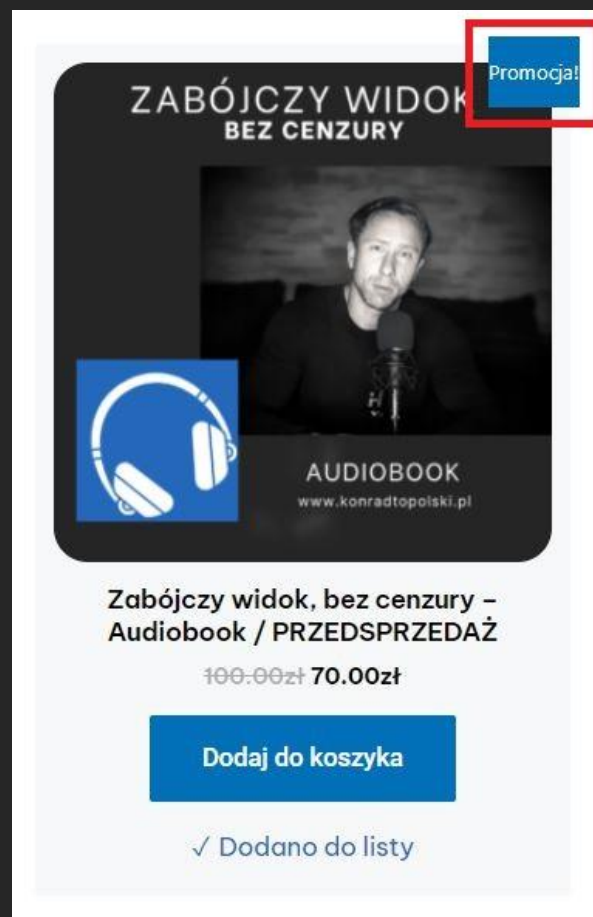 Promocja!
ZABÓJCZY WIDOK
BEZ CENZURY
AUDIOBOOK
www.konradtopolski.pl
Zabójczy widok, bez cenzury –
Audiobook / PRZEDSPRZEDAŻ
100.00zł 70.00zł
Dodaj do koszyka
✓ Dodano do listy